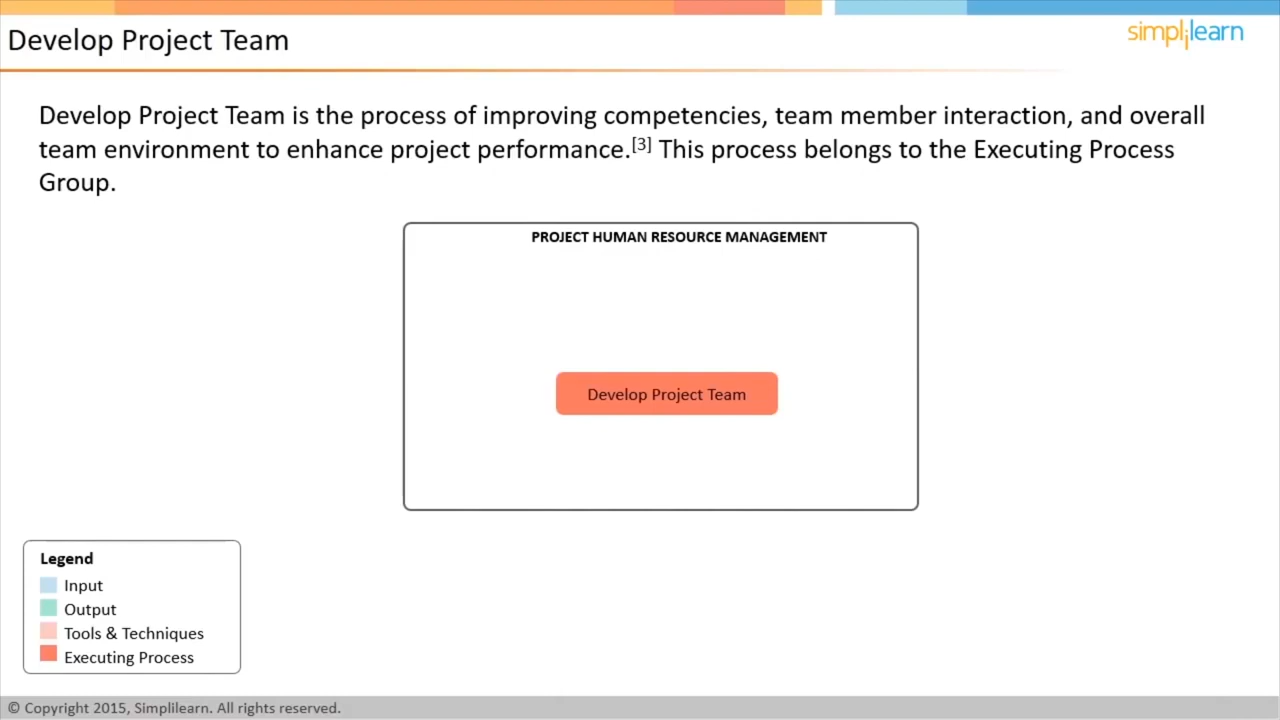 Develop Project Team
simplilearn
Develop Project Team is the process of improving competencies, team member interaction, and overall
team environment to enhance project performance.[3] This process belongs to the Executing Process
Group.
PROJECT HUMAN RESOURCE MANAGEMENT
Develop Project Team
Legend
Input
Output
Tools & Techniques
Executing Process
© Copyright 2015, Simplilearn. All rights reserved.